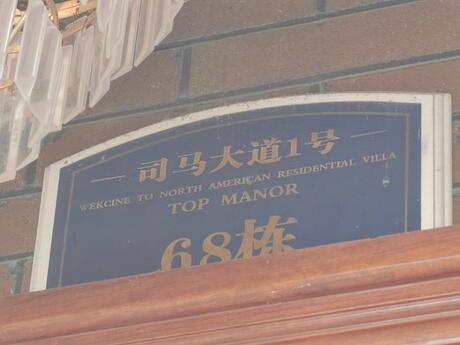 司马大道1号
WEKCINE TO NORTH AMERICAN RESIDENTIAL VILLA
TOP MANOR
68栋